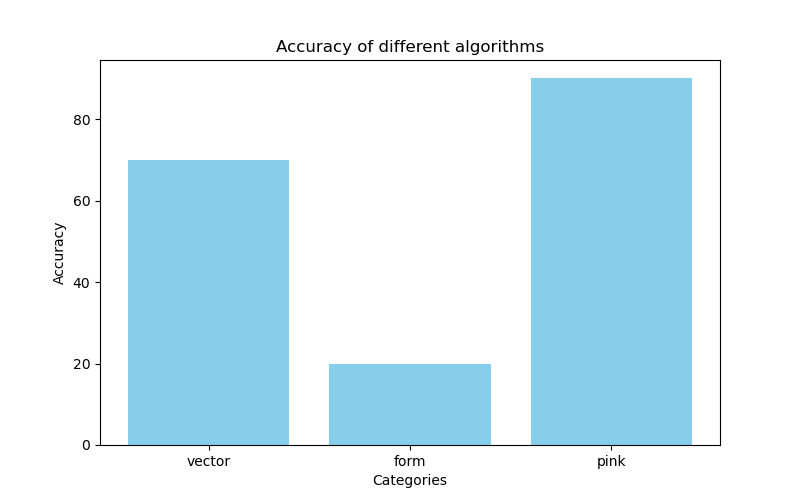 Accuracy of different algorithms
Accuracy
80
60
40
20
0
vector form pink
Categories